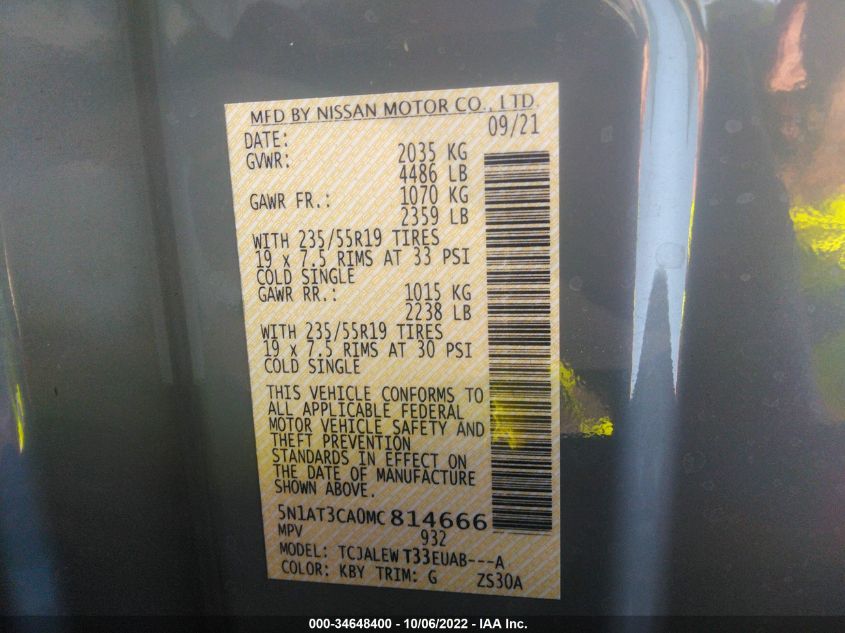 MFD BY NISSAN MOTOR CO., LTD.
DATE: 09/21
GVWR: 2035 KG
4486 LB
GAWR FR.: 1070 KG
2359 LB
WITH 235/55R19 TIRES
19 x 7.5 RIMS AT 33 PSI
COLD SINGLE
GAWR RR.: 1015 KG
2238 LB
WITH 235/55R19 TIRES
19 x 7.5 RIMS AT 30 PSI
COLD SINGLE
THIS VEHICLE CONFORMS TO
ALL APPLICABLE FEDERAL
MOTOR VEHICLE SAFETY AND
THEFT PREVENTION
STANDARDS IN EFFECT ON
THE DATE OF MANUFACTURE
SHOWN ABOVE.
5N1AT3CA0MC814666
MPV 932
MODEL: TCJALEW T33EUAB---A
COLOR: KBY TRIM: G ZS30A
000-34648400 - 10/06/2022 - IAA Inc.